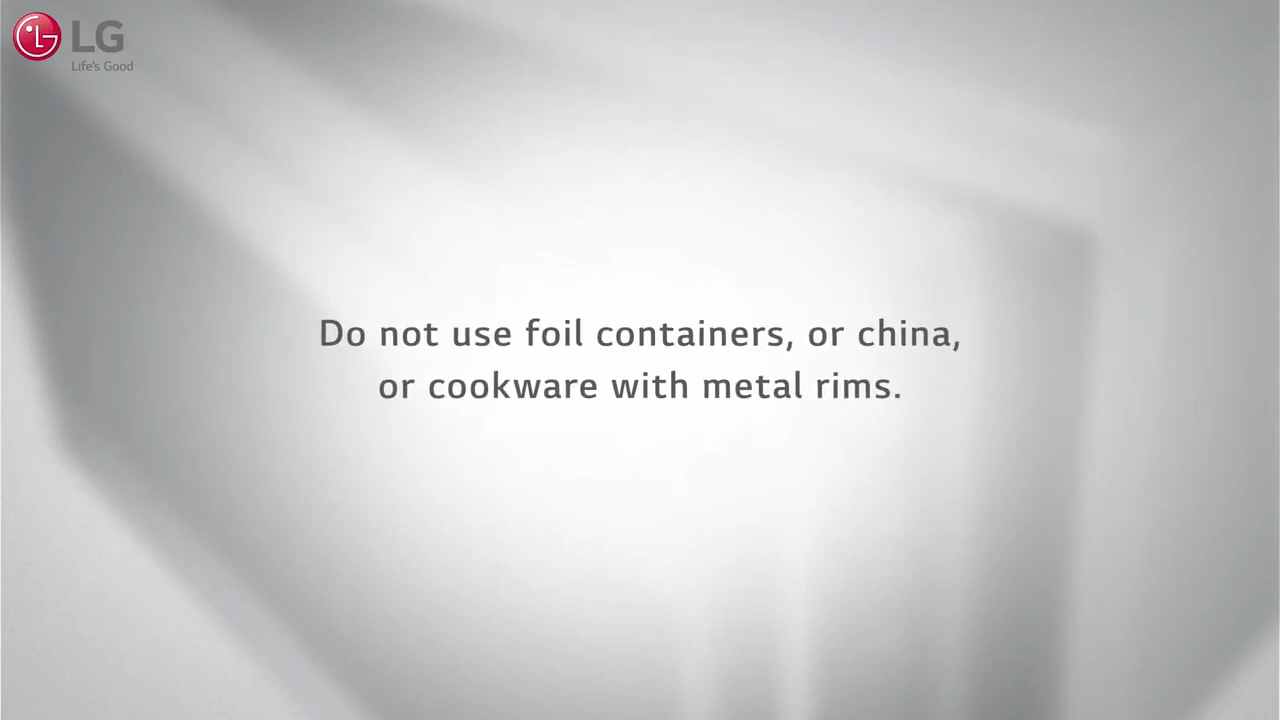 LG
Life's Good
Do not use foil containers, or china,
or cookware with metal rims.